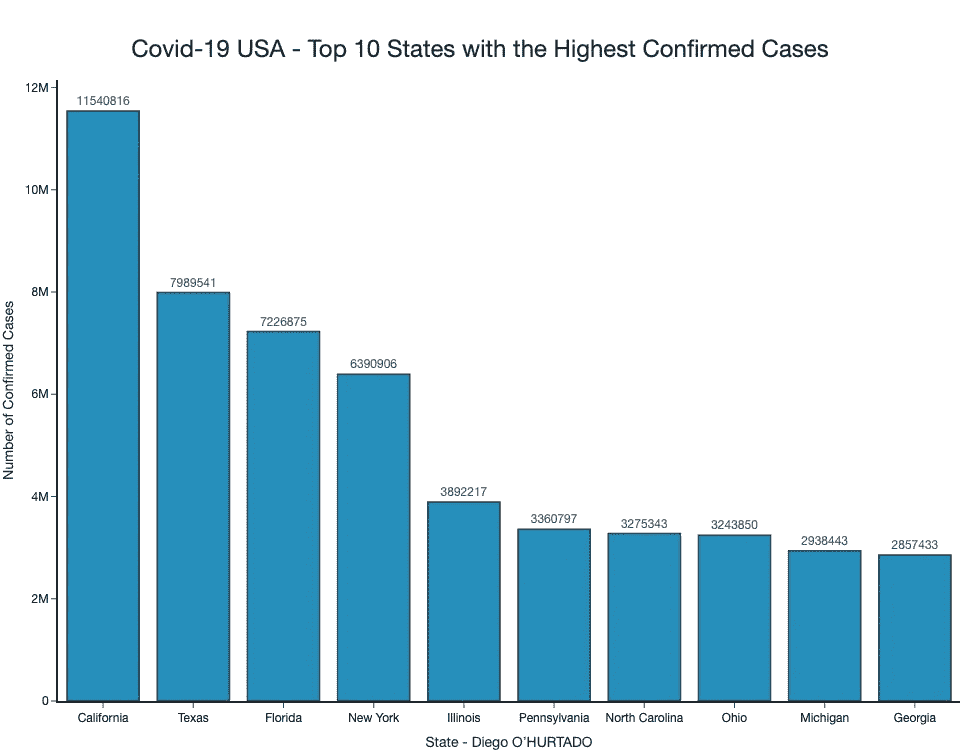 Covid-19 USA - Top 10 States with the Highest Confirmed Cases
Number of Confirmed Cases
12M
10M
8M
6M
4M
2M
0
11540816
7989541
7226875
6390906
3892217
3360797
3275343
3243850
2938443
2857433
California
Texas
Florida
New York
Illinois
Pennsylvania
North Carolina
Ohio
Michigan
Georgia
State - Diego O’HURTADO